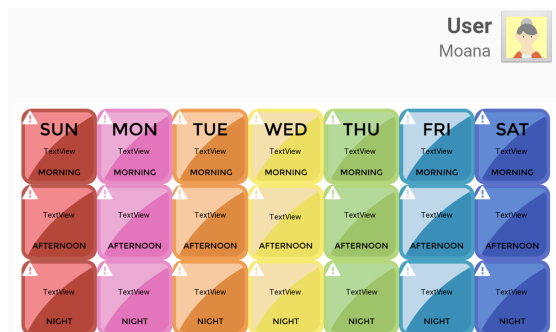 User
Moana
SUN MON TUE WED THU FRI SAT
TextView TextView TextView TextView TextView TextView TextView
MORNING MORNING MORNING MORNING MORNING MORNING MORNING
TextView TextView TextView TextView TextView TextView TextView
AFTERNOON AFTERNOON AFTERNOON AFTERNOON AFTERNOON AFTERNOON AFTERNOON
TextView TextView TextView TextView TextView TextView TextView
NIGHT NIGHT NIGHT NIGHT NIGHT NIGHT NIGHT